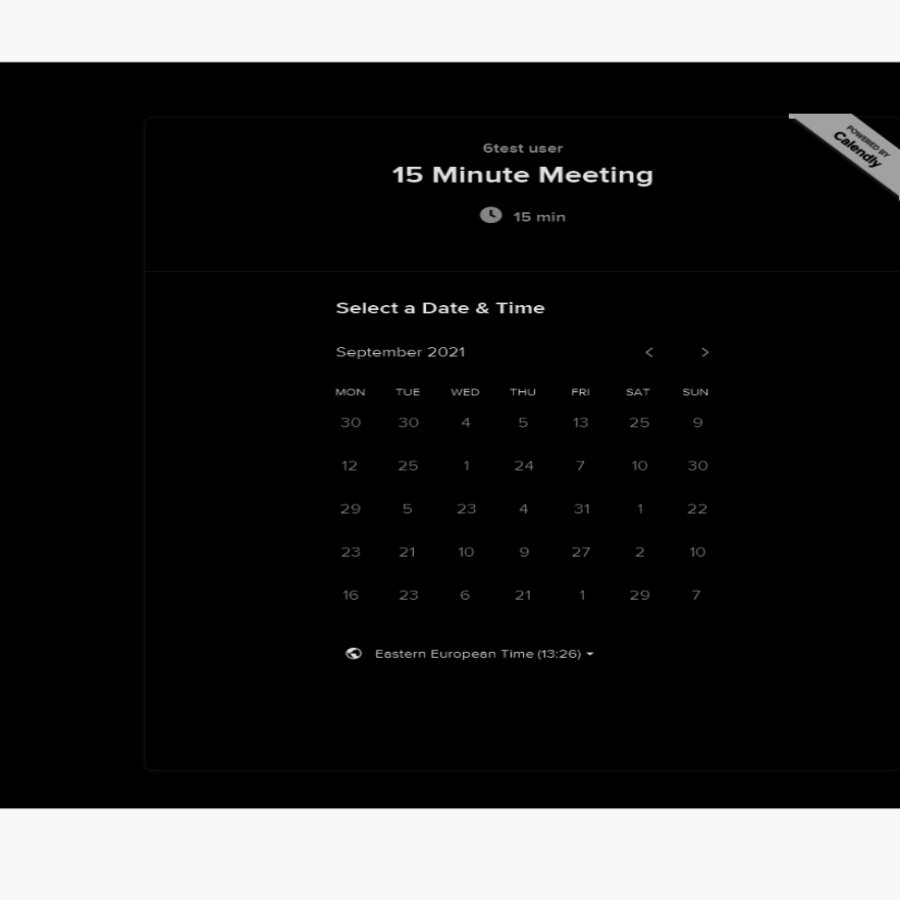 POWERED BY
Calendly
6test user
15 Minute Meeting
15 min
Select a Date & Time
September 2021
MON TUE WED THU FRI SAT SUN
30 30 4 5 13 25 9
12 25 1 24 7 10 30
29 5 23 4 31 1 22
23 21 10 9 27 2 10
16 23 6 21 1 29 7
Eastern European Time (13:26)